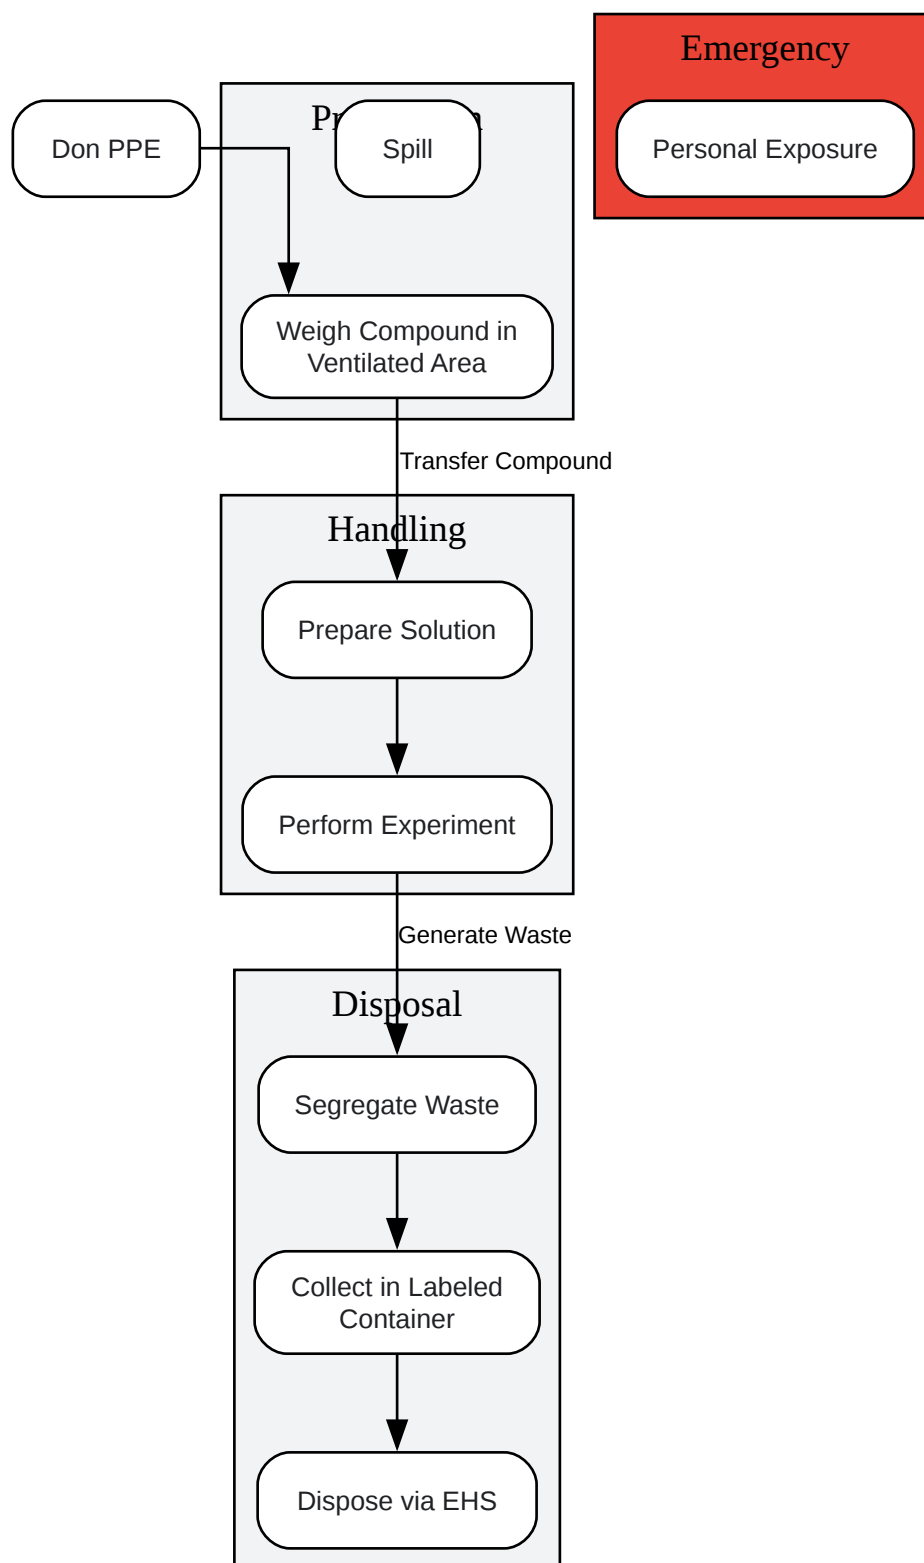 Emergency
Don PPE
Spill
Personal Exposure
Weigh Compound in
Ventilated Area
Transfer Compound
Handling
Prepare Solution
Perform Experiment
Generate Waste
Disposal
Segregate Waste
Collect in Labeled
Container
Dispose via EHS